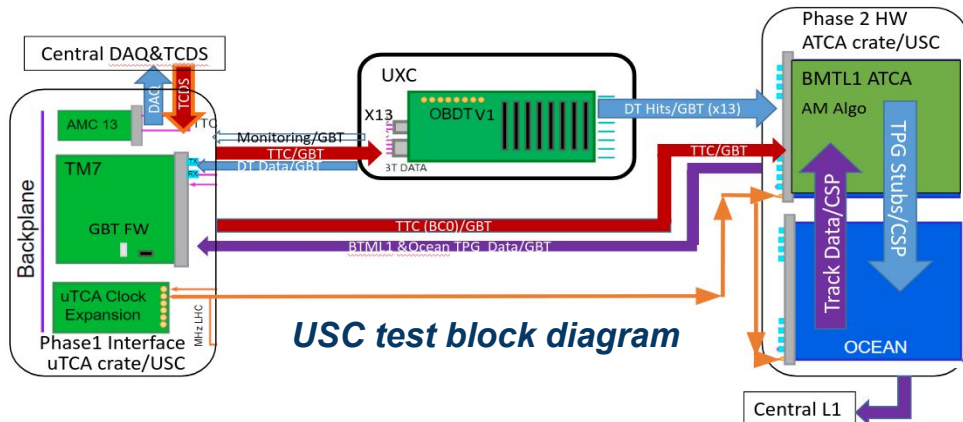 Central DAQ&TCDS
DAQ
TCDS
AMC 13
TM7
TX
RX
GBT FW
Backplane
uTCA Clock
Expansion
MHz LHC
Phase1 Interface
uTCA crate/USC
UXC
X13
OBDT V1
Monitoring/GBT
TTC/GBT
DT Data/GBT
DT Hits/GBT (x13)
TTC/GBT
TTC (BC0)/GBT
BTML1 &Ocean TPG Data/GBT
USC test block diagram
Phase 2 HW
ATCA crate/USC
BMTL1 ATCA
AM Algo
TPG Stubs/CSP
Track Data/CSP
OCEAN
Central L1